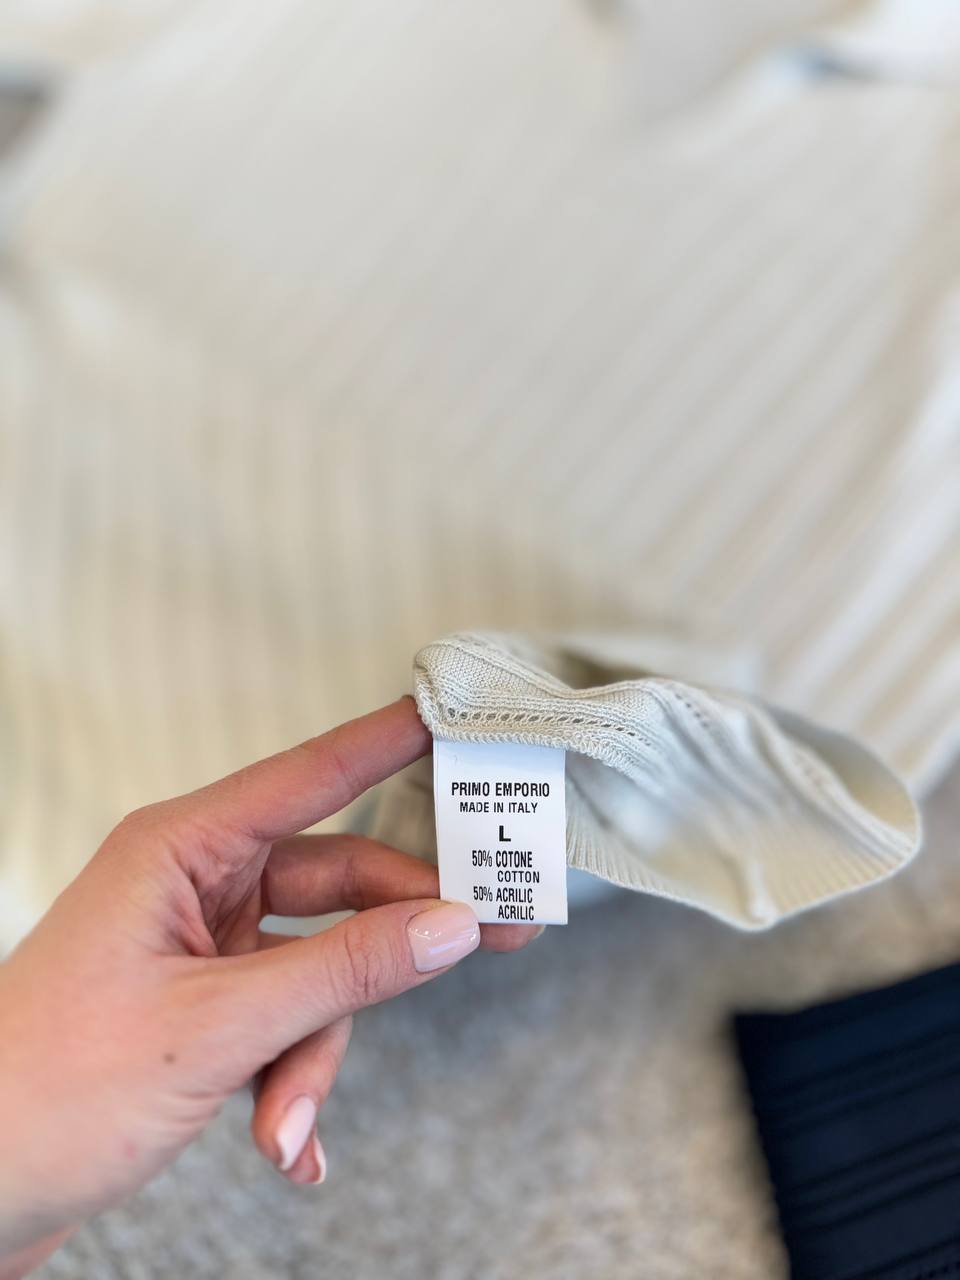 PRIMO EMPORIO
MADE IN ITALY
L
50% COTONE
COTTON
50% ACRILIC
ACRILIC